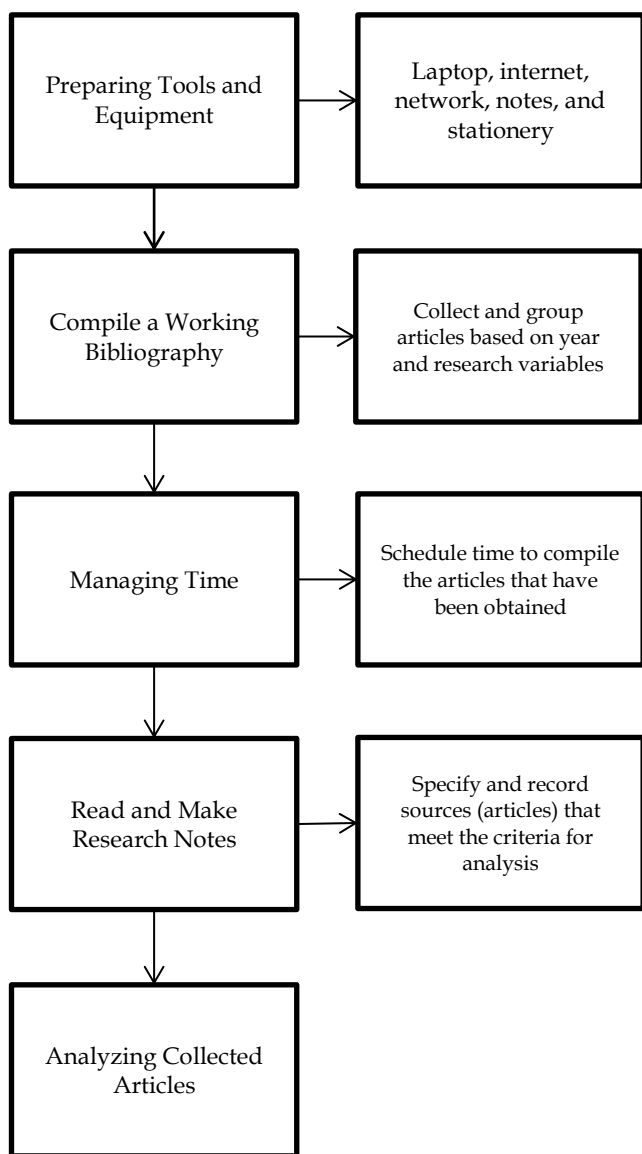 Preparing Tools and
Equipment
Laptop, internet,
network, notes, and
stationery
Compile a Working
Bibliography
Collect and group
articles based on year
and research variables
Managing Time
Schedule time to compile
the articles that have
been obtained
Read and Make
Research Notes
Specify and record
sources (articles) that
meet the criteria for
analysis
Analyzing Collected
Articles